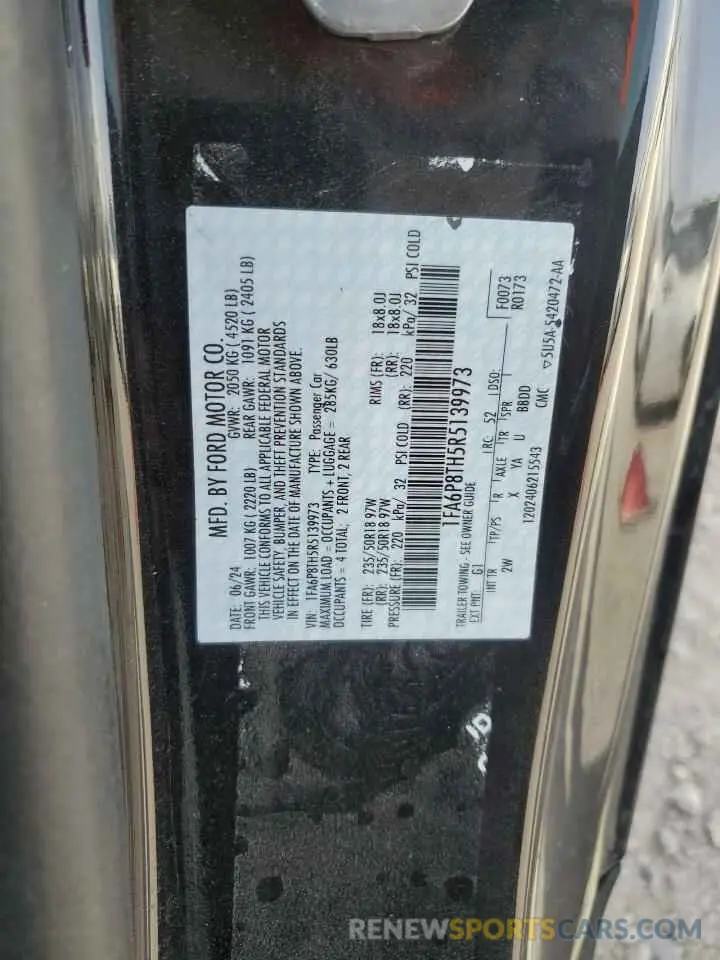 MFD. BY FORD MOTOR CO.
DATE: 06/24 GVWR: 2050 KG ( 4520 LB)
FRONT GAWR: 1007 KG ( 2220 LB) REAR GAWR: 1091 KG ( 2405 LB)
THIS VEHICLE CONFORMS TO ALL APPLICABLE FEDERAL MOTOR
VEHICLE SAFETY, BUMPER, AND THEFT PREVENTION STANDARDS
IN EFFECT ON THE DATE OF MANUFACTURE SHOWN ABOVE.
VIN: 1FA6P8TH5R5139973 TYPE: Passenger Car
MAXIMUM LOAD = OCCUPANTS + LUGGAGE = 285KG/ 630LB
OCCUPANTS = 4 TOTAL; 2 FRONT, 2 REAR
TIRE (FR): 235/50R18 97W RIMS (FR): 18x8.0J
(RR): 235/50R18 97W (RR): 18x8.0J
PRESSURE (FR): 220 kPa/ 32 PSI COLD (RR): 220 kPa/ 32 PSI COLD
1FA6P8TH5R5139973
TRAILER TOWING - SEE OWNER GUIDE
EXT PNT: G1 RC: 52 DSO: F0073
INT TR TP/PS R AXLE TR SPR R0173
2W X YA U BBDD
1202406215543 CMC ▽5U5A-5420472-AA
RENEWSPORTSCARS.COM